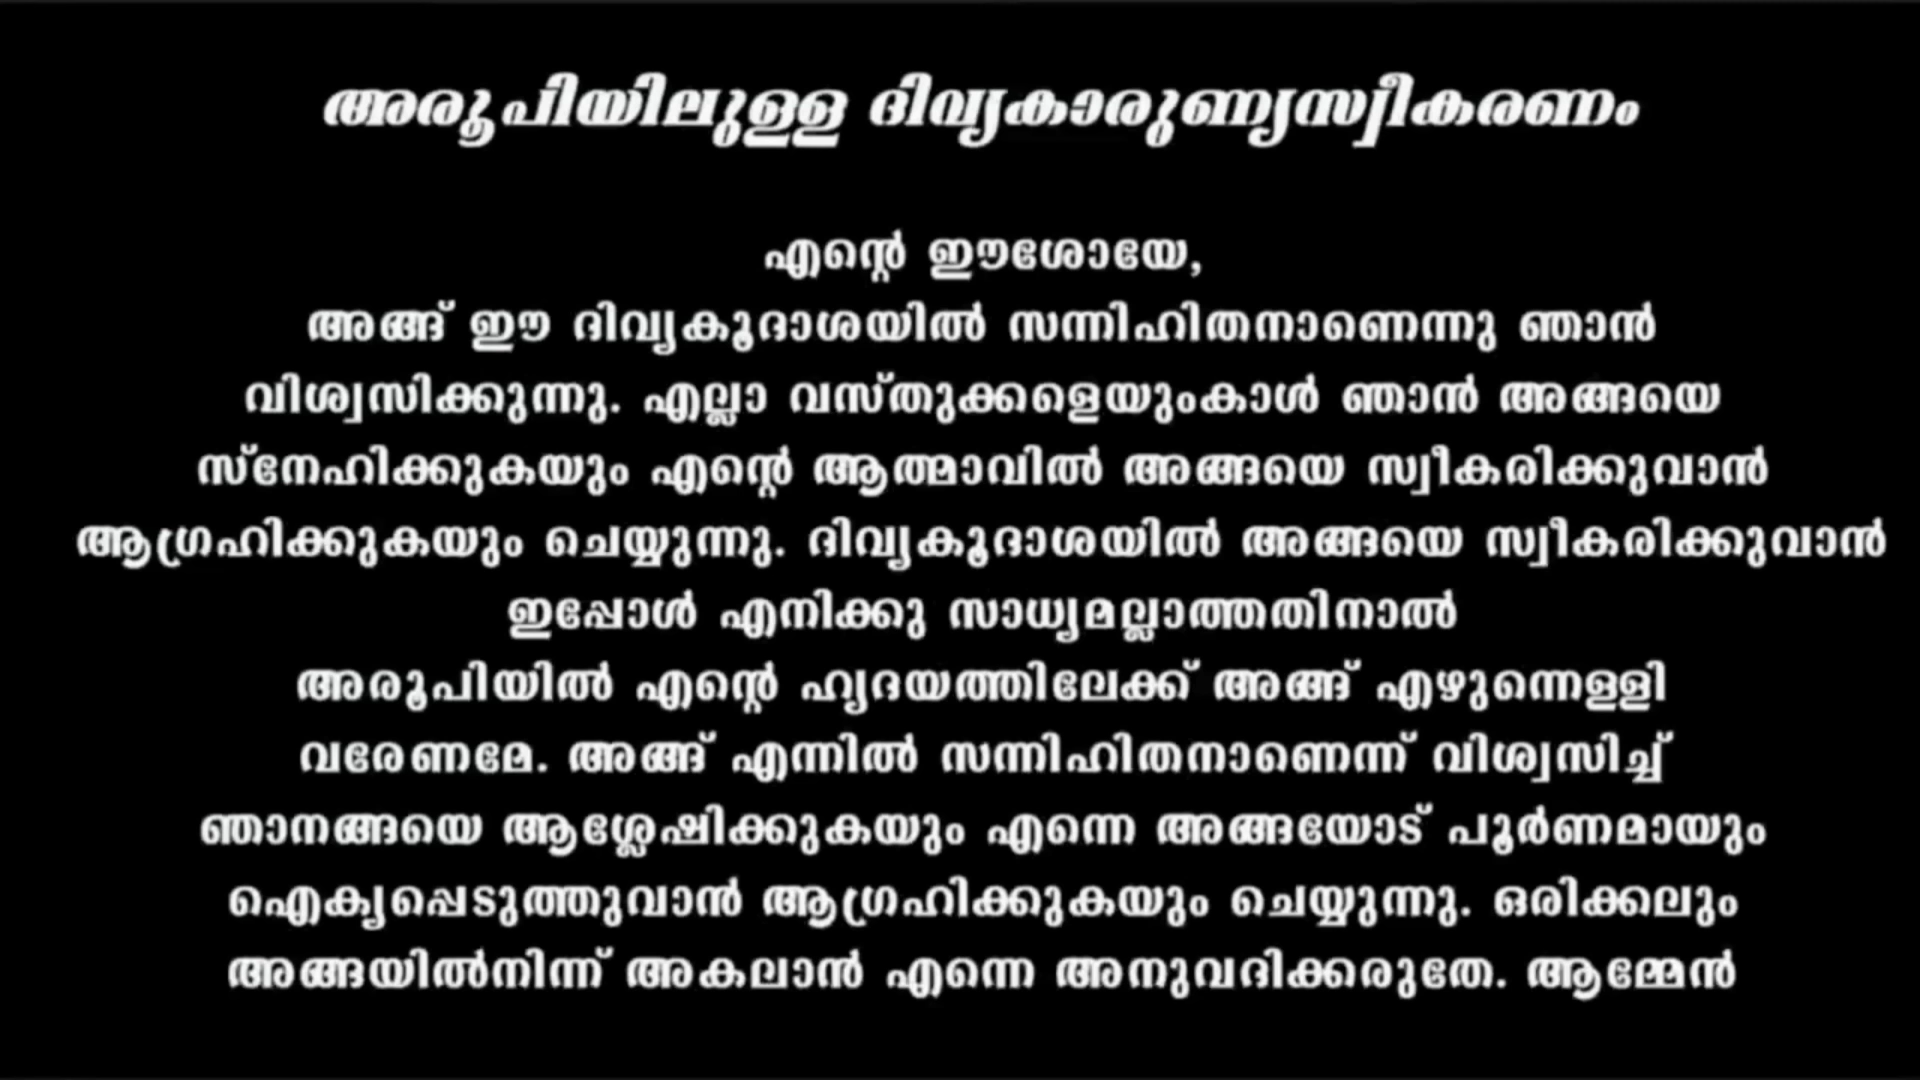 അരൂപിയിലുള്ള ദിവ്യകാരുണ്യസ്വീകരണം
എന്റെ ഈശോയേ,
അങ്ങ് ഈ ദിവ്യകൂദാശയിൽ സന്നിഹിതനാണെന്നു ഞാൻ
വിശ്വസിക്കുന്നു. എല്ലാ വസ്തുക്കളെയുംകാൾ ഞാൻ അങ്ങയെ
സ്നേഹിക്കുകയും എന്റെ ആത്മാവിൽ അങ്ങയെ സ്വീകരിക്കുവാൻ
ആഗ്രഹിക്കുകയും ചെയ്യുന്നു. ദിവ്യകൂദാശയിൽ അങ്ങയെ സ്വീകരിക്കുവാൻ
ഇപ്പോൾ എനിക്കു സാധ്യമല്ലാത്തതിനാൽ
അരൂപിയിൽ എന്റെ ഹൃദയത്തിലേക്ക് അങ്ങ് എഴുന്നെള്ളി
വരേണമേ. അങ്ങ് എന്നിൽ സന്നിഹിതനാണെന്ന് വിശ്വസിച്ച്
ഞാനങ്ങയെ ആശ്ലേഷിക്കുകയും എന്നെ അങ്ങയോട് പൂർണമായും
ഐക്യപ്പെടുത്തുവാൻ ആഗ്രഹിക്കുകയും ചെയ്യുന്നു. ഒരിക്കലും
അങ്ങയിൽനിന്ന് അകലാൻ എന്നെ അനുവദിക്കരുതേ. ആമ്മേൻ